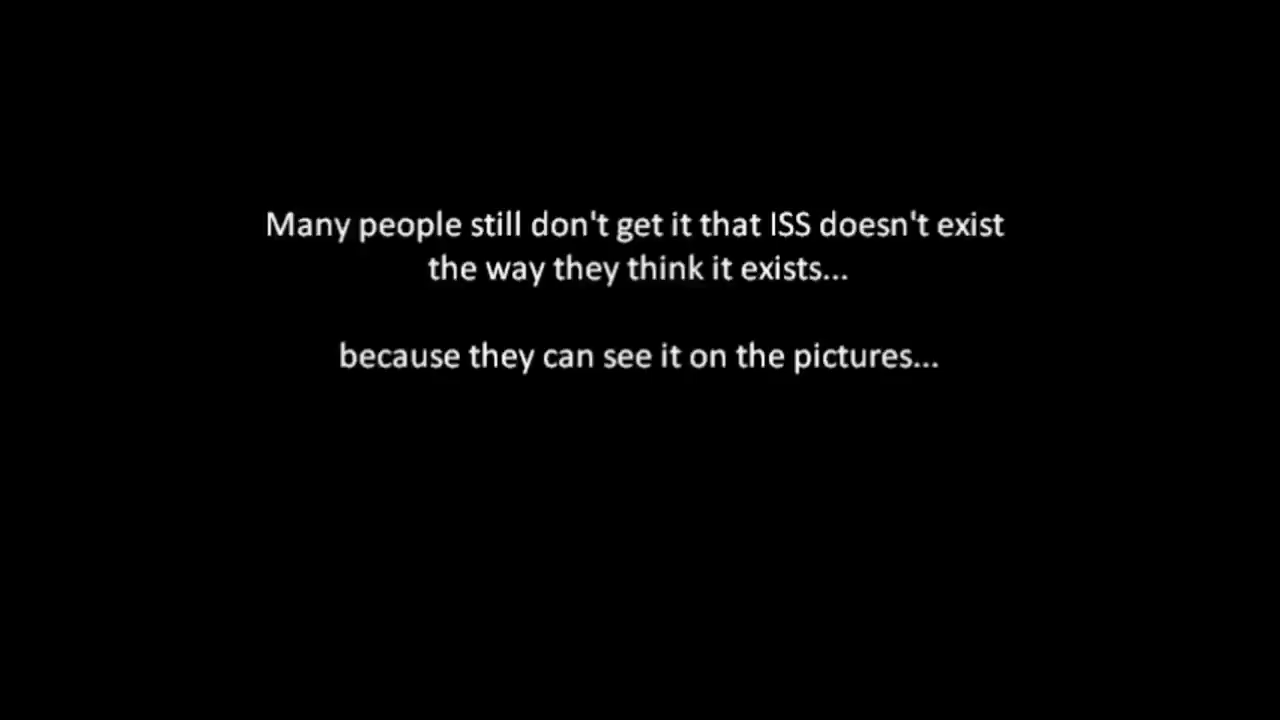 Many people still don't get it that ISS doesn't exist
the way they think it exists...
because they can see it on the pictures...